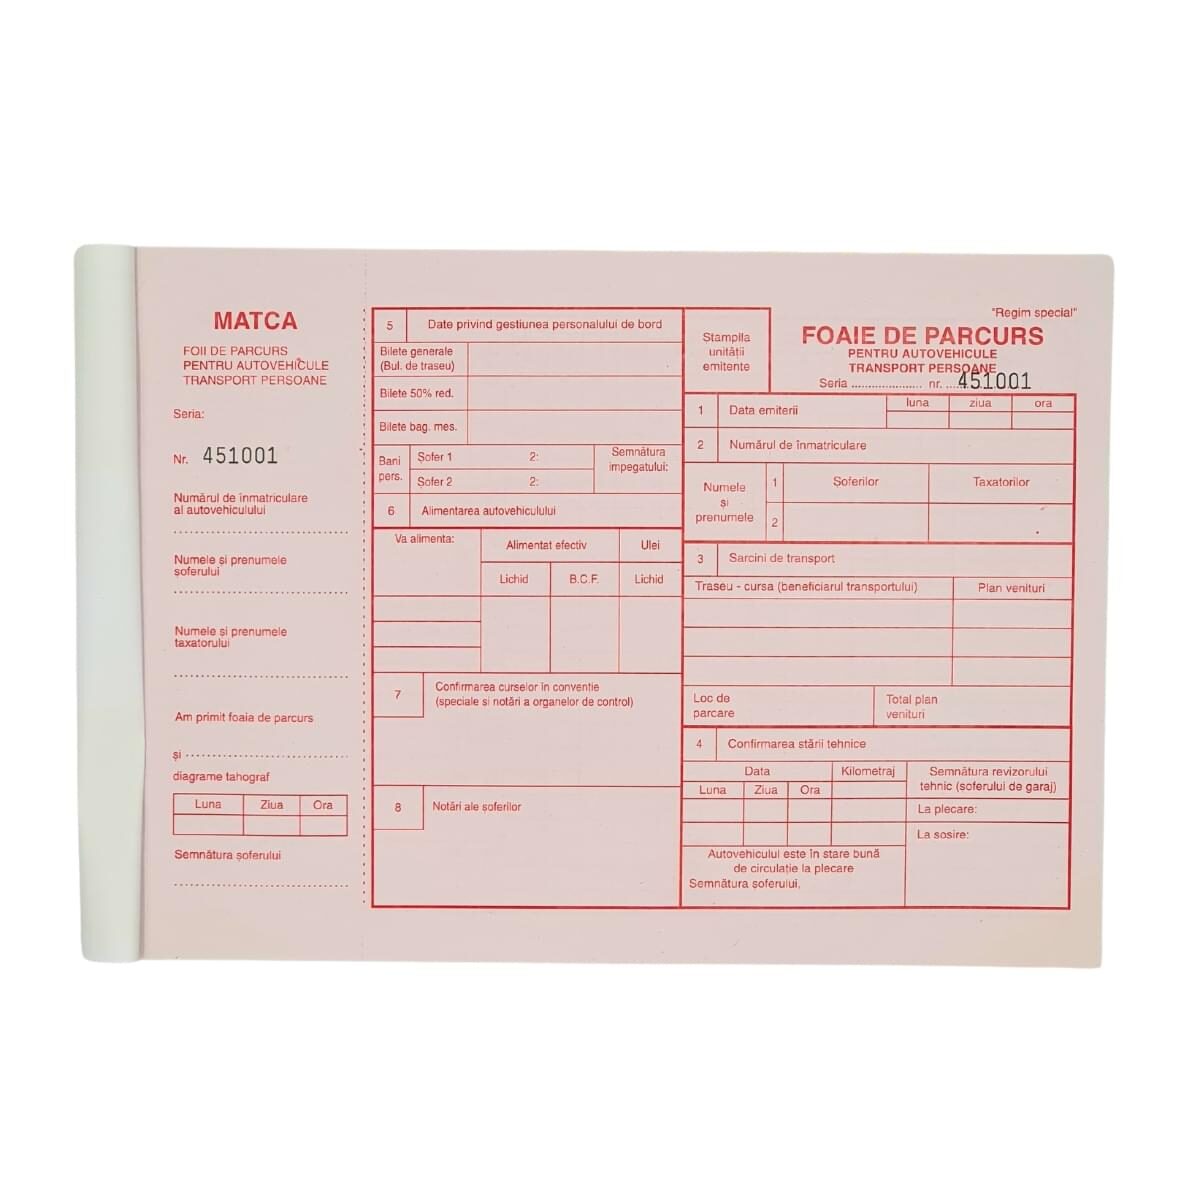 MATCA
FOII DE PARCURS
PENTRU AUTOVEHICULE
TRANSPORT PERSOANE
Seria:
Nr. 451001
Numărul de înmatriculare
al autovehiculului
Numele și prenumele
șoferului
Numele și prenumele
taxatorului
Am primit foaia de parcurs
și
diagrame tahograf
Luna Ziua Ora
Semnătura șoferului
5 Date privind gestiunea personalului de bord
Bilete generale
(Bul. de traseu)
Bilete 50% red.
Bilete bag. mes.
Bani
pers.
Șofer 1 2:
Șofer 2 2:
Semnătura
impegatului:
6 Alimentarea autovehiculului
Va alimenta:
Alimentat efectiv Ulei
Lichid B.C.F. Lichid
7 Confirmarea curselor în convenție
(speciale si notări a organelor de control)
8 Notări ale șoferilor
Ștampila
unității
emitente
"Regim special"
FOAIE DE PARCURS
PENTRU AUTOVEHICULE
TRANSPORT PERSOANE
Seria ..................... nr. ....451001
1 Data emiterii luna ziua ora
2 Numărul de înmatriculare
Numele
și
prenumele
1 Șoferilor Taxatorilor
2
3 Sarcini de transport
Traseu - cursa (beneficiarul transportului) Plan venituri
Loc de
parcare
Total plan
venituri
4 Confirmarea stării tehnice
Data Kilometraj
Luna Ziua Ora
Semnătura revizorului
tehnic (șoferului de garaj)
La plecare:
La sosire:
Autovehiculul este în stare bună
de circulație la plecare
Semnătura șoferului,